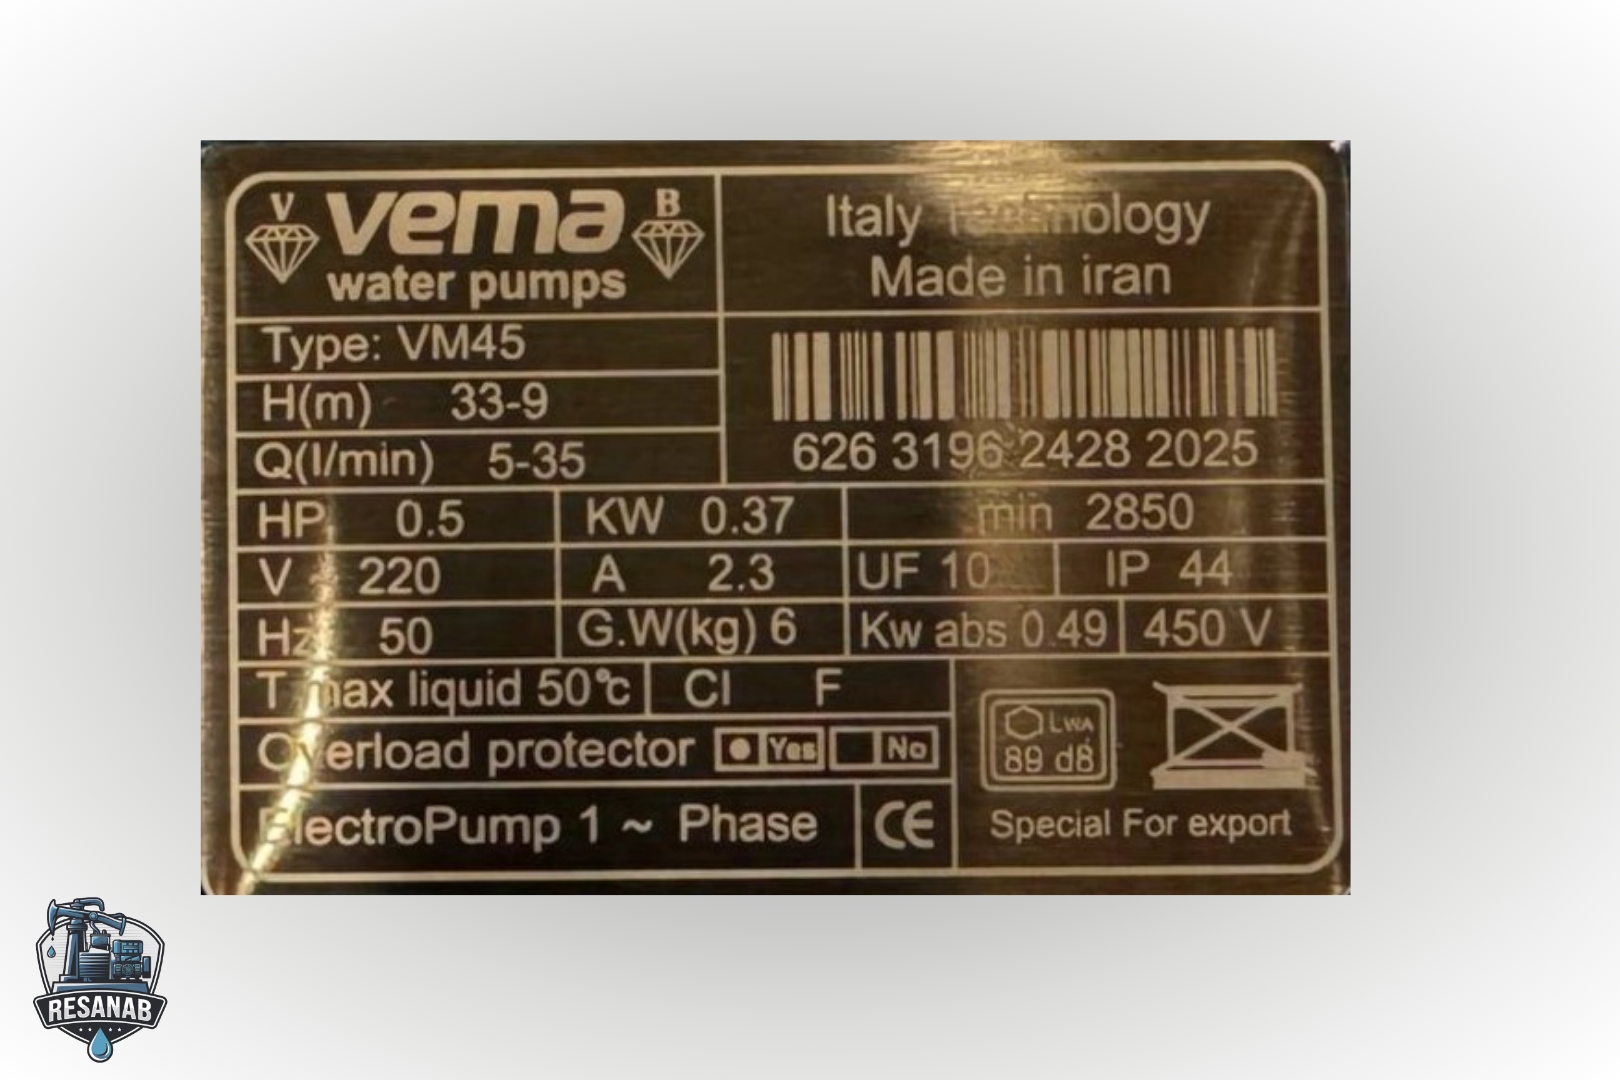 V vema B
water pumps
Italy Technology
Made in iran
Type: VM45
H(m) 33-9
Q(l/min) 5-35
626 3196 2428 2025
HP 0.5 KW 0.37 min 2850
V 220 A 2.3 UF 10 IP 44
Hz 50 G.W(kg) 6 Kw abs 0.49 450 V
T max liquid 50℃ Cl F
Overload protector Yes No
LWA
89 dB
ElectroPump 1 ~ Phase CE
Special For export
RESANAB